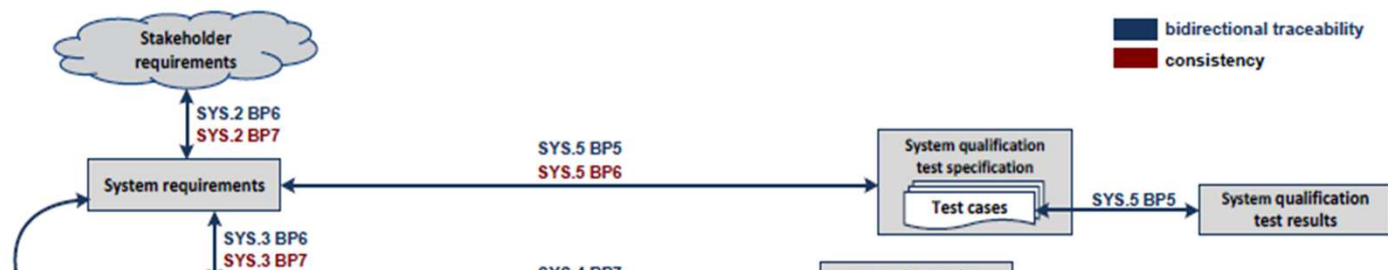 Stakeholder
requirements
bidirectional traceability
consistency
SYS.2 BP6
SYS.2 BP7
System requirements
SYS.5 BP5
SYS.5 BP6
System qualification
test specification
Test cases
SYS.5 BP5
System qualification
test results
SYS.3 BP6
SYS.3 BP7